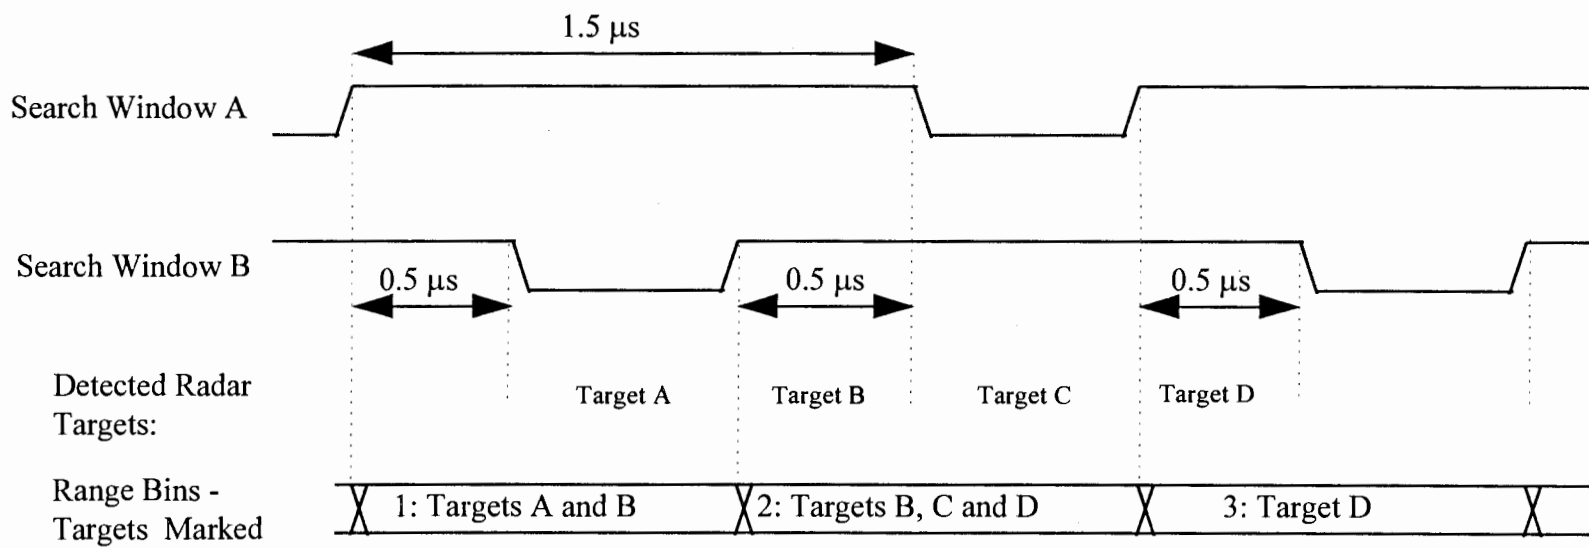 1.5 μs
Search Window A
Search Window B
0.5 μs
0.5 μs
0.5 μs
Detected Radar
Targets:
Target A
Target B
Target C
Target D
Range Bins -
Targets Marked
1: Targets A and B
2: Targets B, C and D
3: Target D